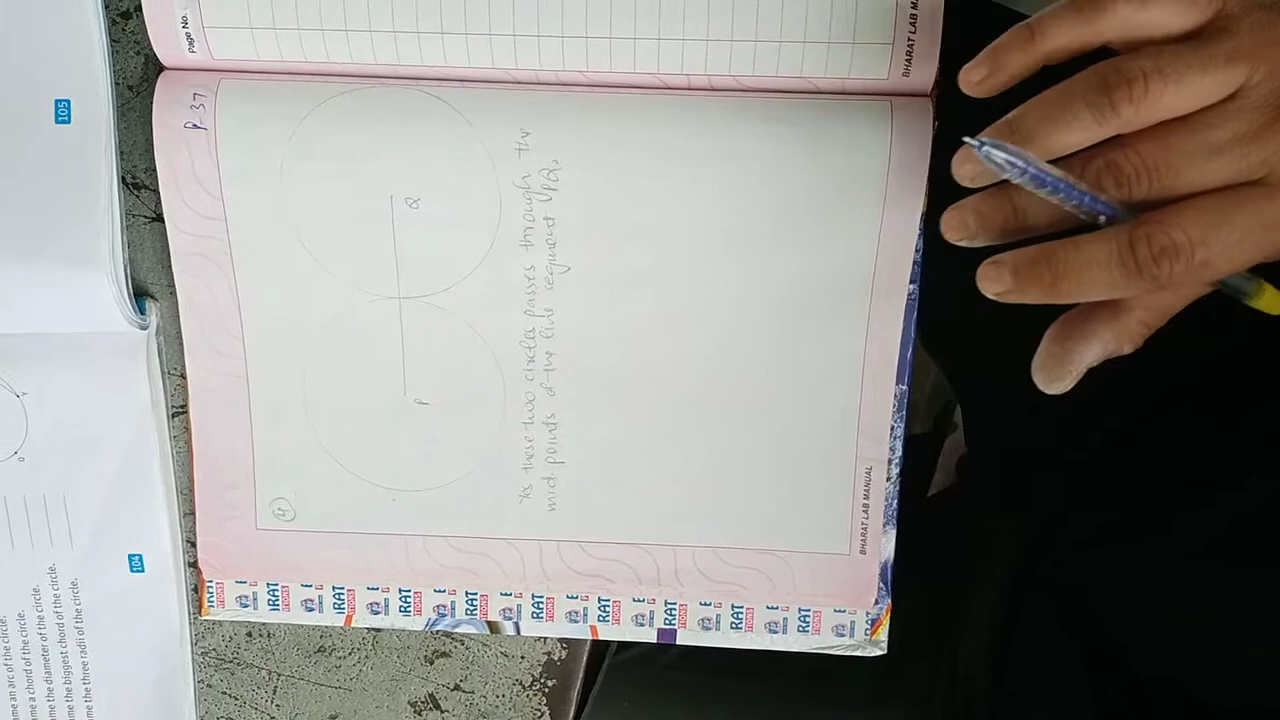 105
Page No.
BHARAT LAB M
P-37
4
P
Q
Yes these two circles passes through the
mid-points of the line segment PQ.
BHARAT LAB MANUAL
104
me an arc of the circle.
me a chord of the circle.
me the diameter of the circle.
me the biggest chord of the circle.
me the three radii of the circle.